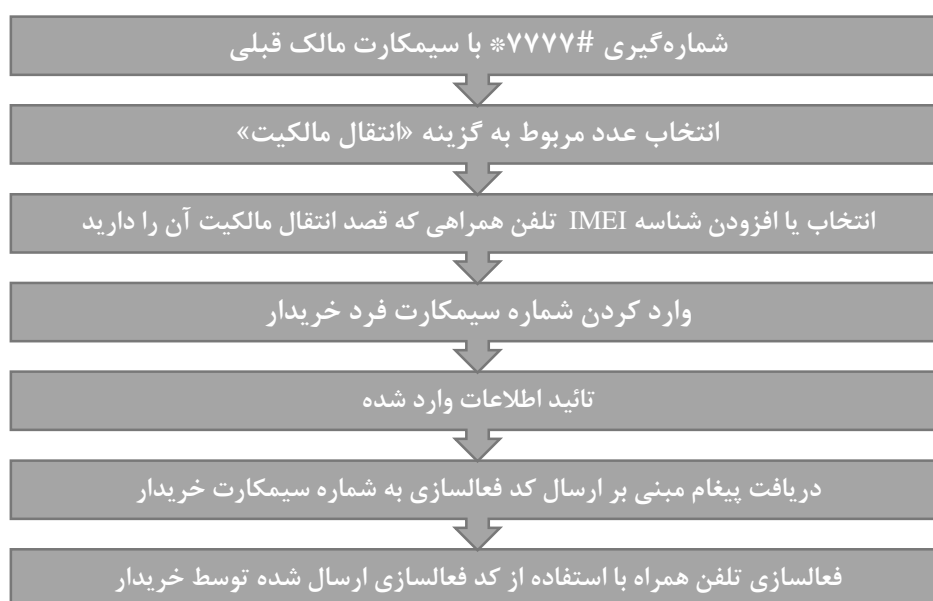 شماره‌گیری #۷۷۷۷* با سیمکارت مالک قبلی
انتخاب عدد مربوط به گزینه «انتقال مالکیت»
انتخاب یا افزودن شناسه IMEI تلفن همراهی که قصد انتقال مالکیت آن را دارید
وارد کردن شماره سیمکارت فرد خریدار
تائید اطلاعات وارد شده
دریافت پیغام مبنی بر ارسال کد فعالسازی به شماره سیمکارت خریدار
فعالسازی تلفن همراه با استفاده از کد فعالسازی ارسال شده توسط خریدار